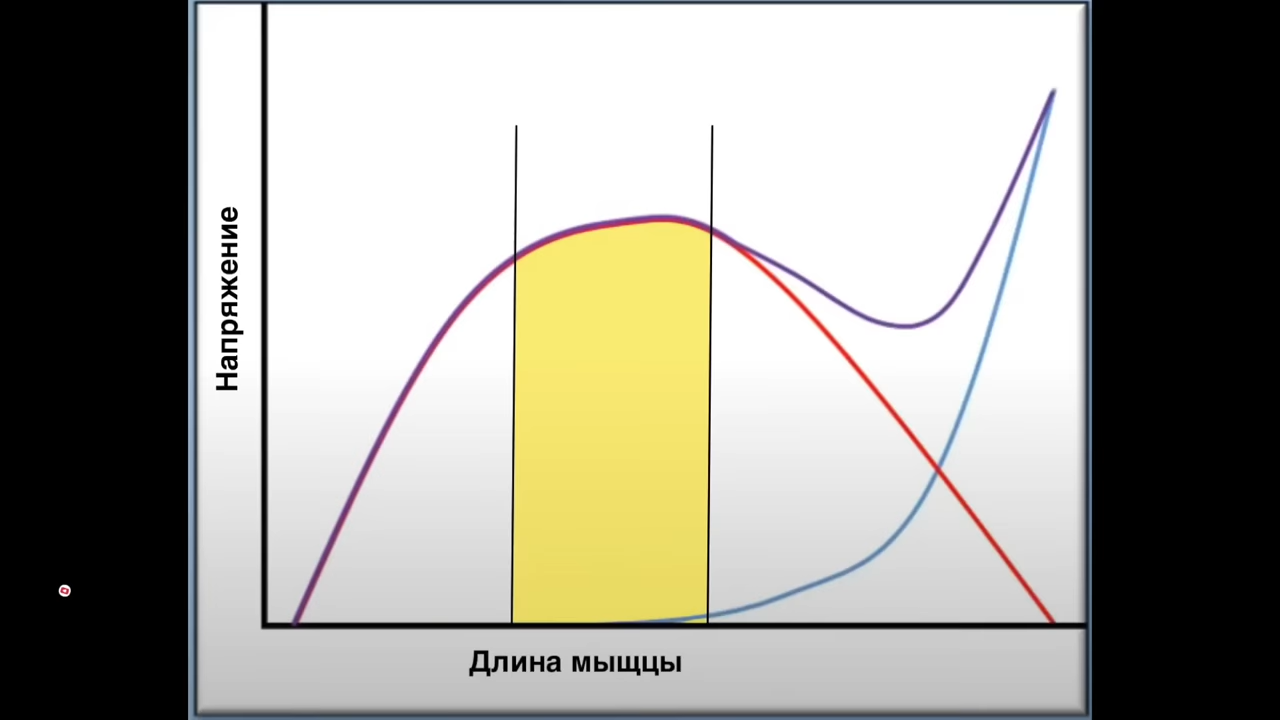 Напряжение
Длина мыщцы